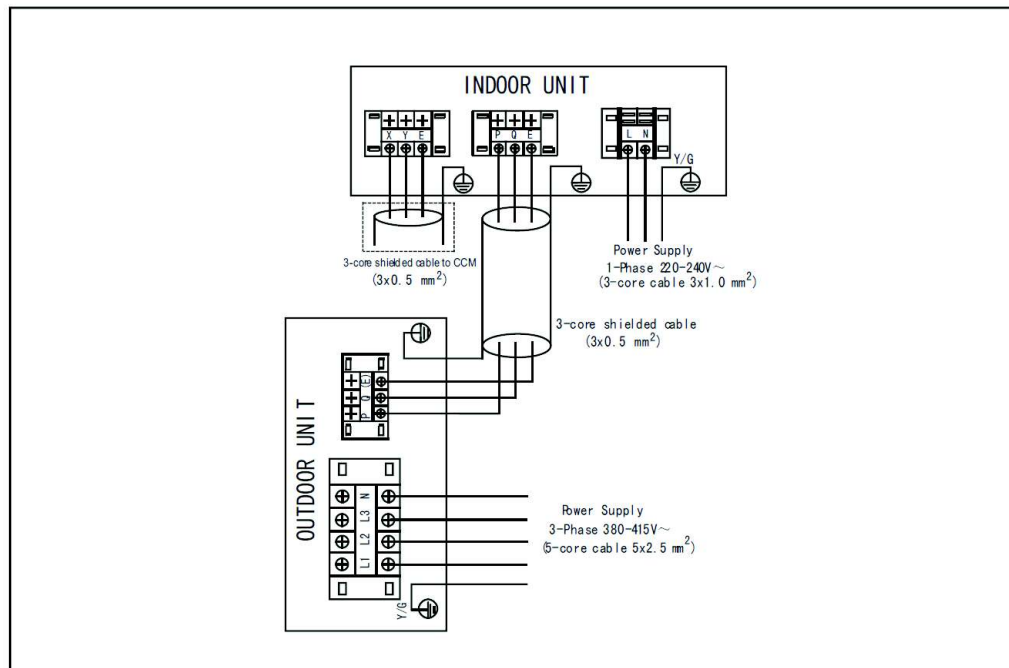 INDOOR UNIT
X Y E
P Q E
L N
Y/G
3-core shielded cable to CCM
(3x0.5 mm²)
Power Supply
1-Phase 220-240V～
(3-core cable 3x1.0 mm²)
3-core shielded cable
(3x0.5 mm²)
OUTDOOR UNIT
P Q (E)
L1 L2 L3 N
Y/G
Power Supply
3-Phase 380-415V～
(5-core cable 5x2.5 mm²)